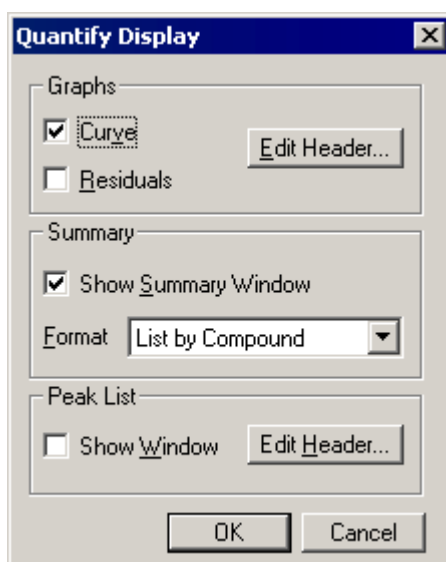 Quantify Display
Graphs
Curve
Edit Header...
Residuals
Summary
Show Summary Window
Format List by Compound
Peak List
Show Window Edit Header...
OK Cancel